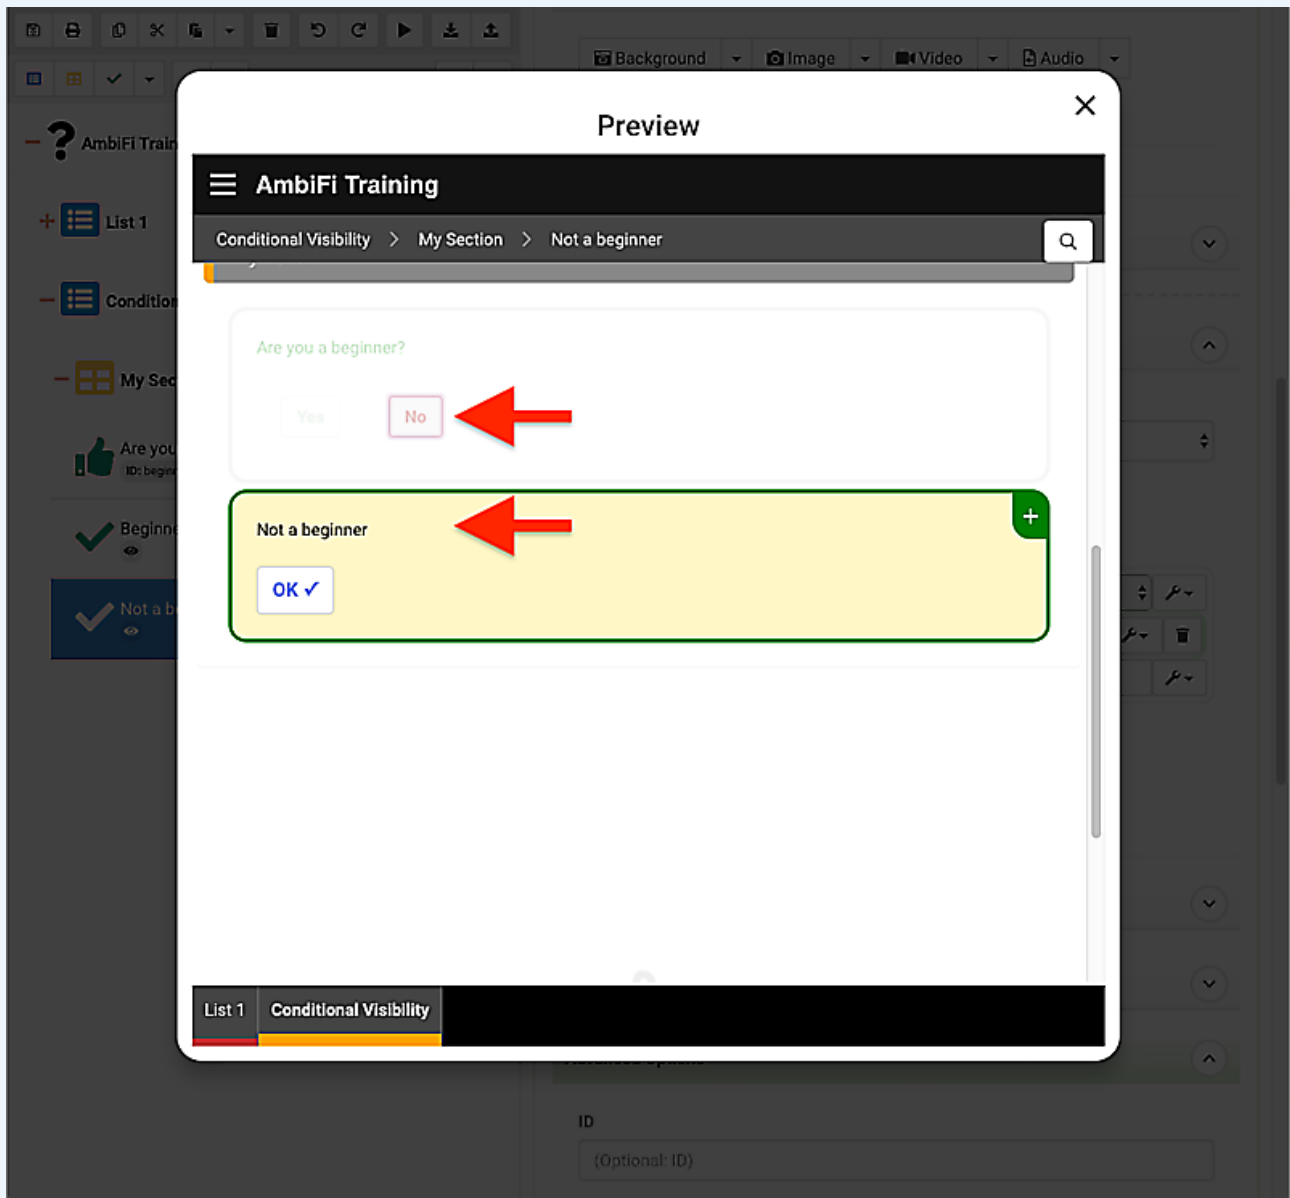 Background
Image
Video
Audio
Preview
AmbiFi Train
AmbiFi Training
List 1
Conditional Visibility > My Section > Not a beginner
Condition
Are you a beginner?
My Sec
Yes No
Are you
ID: begin
Not a beginner
Beginne
OK ✓
Not a b
List 1 Conditional Visibility
ID
(Optional: ID)